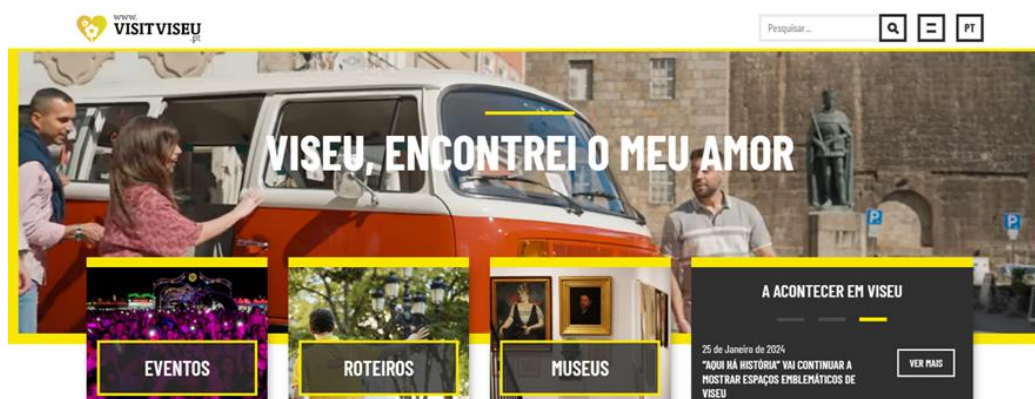 www.
VISITVISEU
.pt
Pesquisar...
PT
VISEU, ENCONTREI O MEU AMOR
P
P
EVENTOS
ROTEIROS
MUSEUS
A ACONTECER EM VISEU
25 de Janeiro de 2024
"AQUI HÁ HISTÓRIA" VAI CONTINUAR A
MOSTRAR ESPAÇOS EMBLEMÁTICOS DE
VISEU
VER MAIS